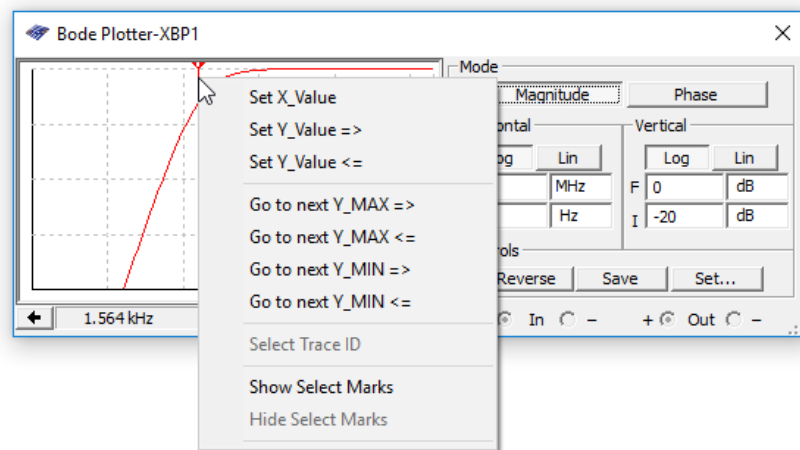 Bode Plotter-XBP1
Mode
Magnitude Phase
ontal Vertical
og Lin Log Lin
MHz F 0 dB
Hz I -20 dB
ols
Reverse Save Set...
1.564 kHz
In − + Out −
Set X_Value
Set Y_Value =>
Set Y_Value <=
Go to next Y_MAX =>
Go to next Y_MAX <=
Go to next Y_MIN =>
Go to next Y_MIN <=
Select Trace ID
Show Select Marks
Hide Select Marks